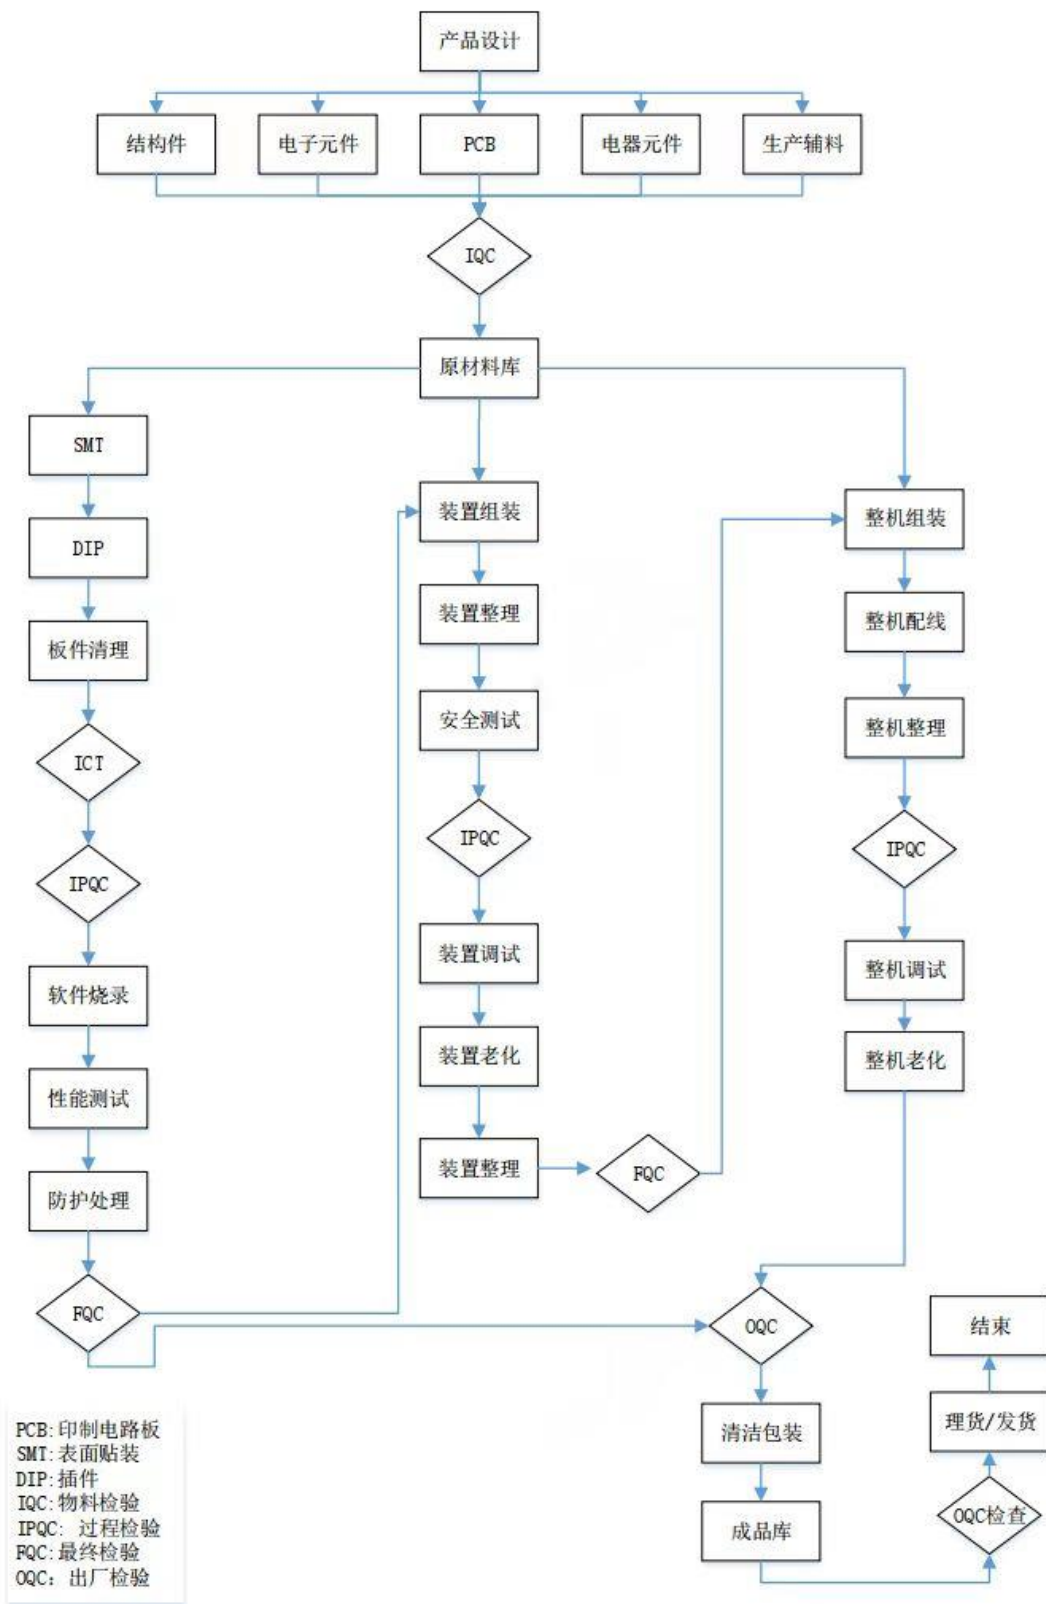 产品设计
结构件
电子元件
PCB
电器元件
生产辅料
IQC
原材料库
SMT
DIP
板件清理
ICT
IPQC
软件烧录
性能测试
防护处理
FQC
装置组装
装置整理
安全测试
IPQC
装置调试
装置老化
装置整理
FQC
整机组装
整机配线
整机整理
IPQC
整机调试
整机老化
OQC
清洁包装
成品库
OQC检查
理货/发货
结束
PCB:印制电路板
SMT:表面贴装
DIP:插件
IQC:物料检验
IPQC: 过程检验
FQC:最终检验
OQC: 出厂检验